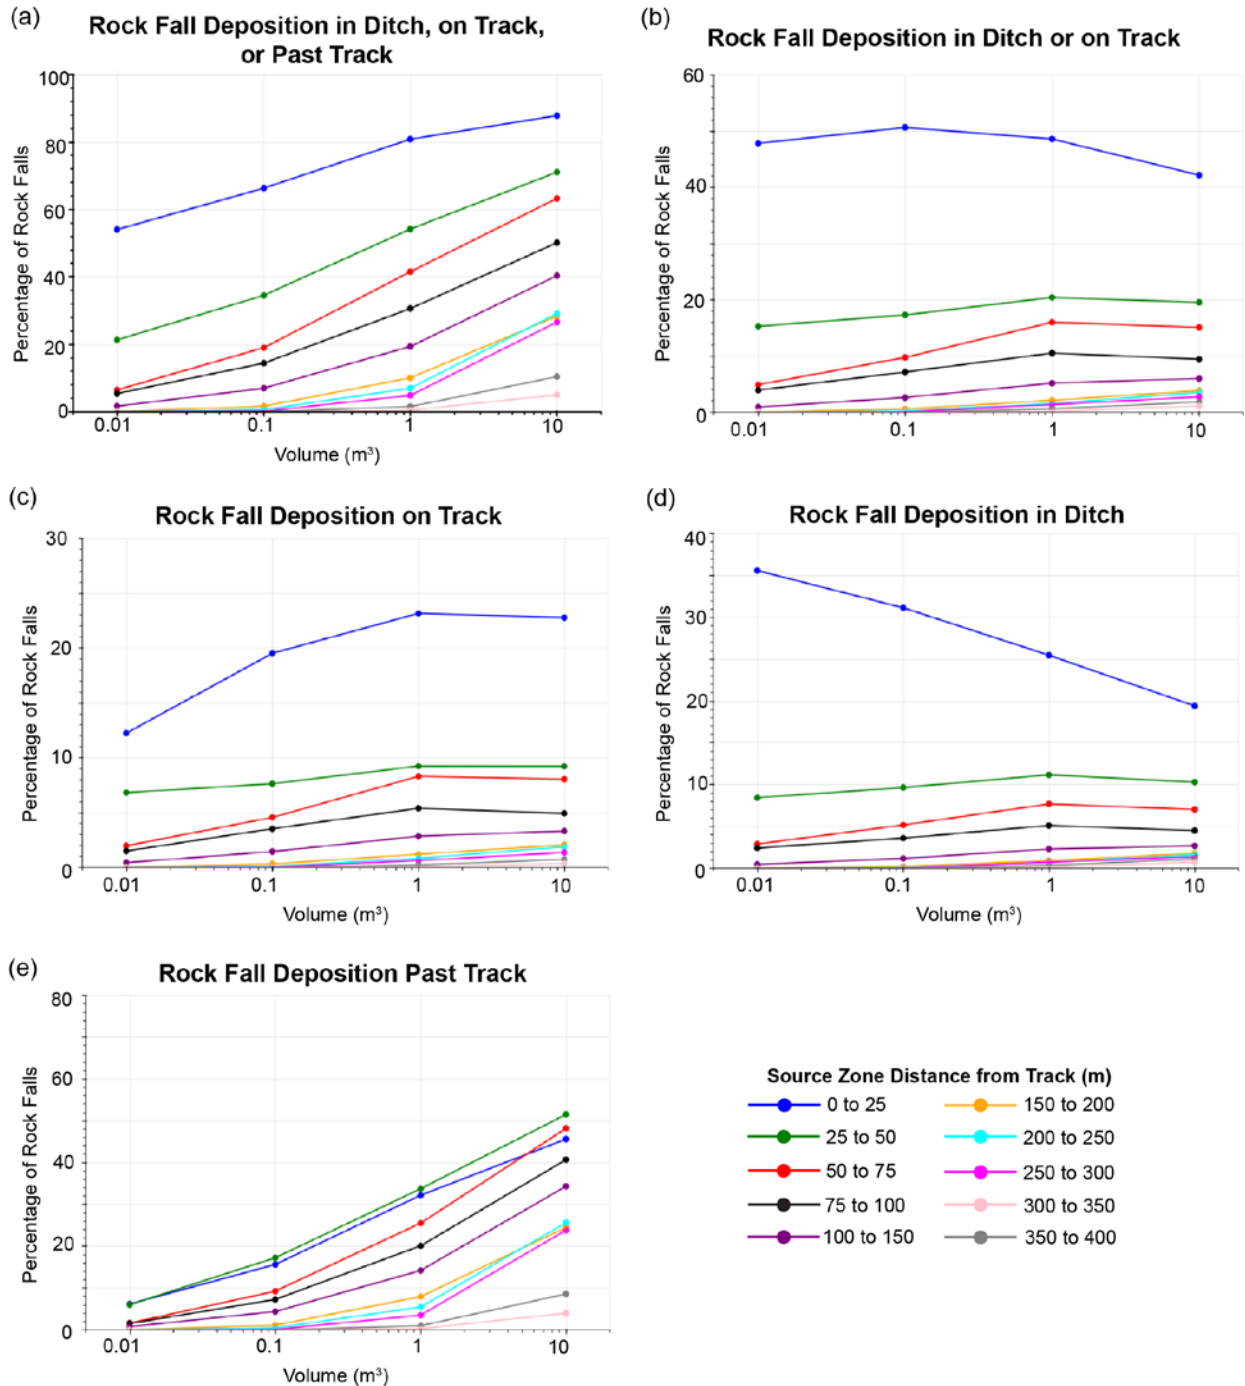 (a)
Rock Fall Deposition in Ditch, on Track,
or Past Track
Percentage of Rock Falls
100
80
60
40
20
0
0.01 0.1 1 10
Volume (m³)
(b)
Rock Fall Deposition in Ditch or on Track
Percentage of Rock Falls
60
40
20
0
0.01 0.1 1 10
(c)
Rock Fall Deposition on Track
Percentage of Rock Falls
30
20
10
0
0.01 0.1 1 10
Volume (m³)
(d)
Rock Fall Deposition in Ditch
Percentage of Rock Falls
40
30
20
10
0
0.01 0.1 1 10
Volume (m³)
(e)
Rock Fall Deposition Past Track
Percentage of Rock Falls
80
60
40
20
0
0.01 0.1 1 10
Volume (m³)
Source Zone Distance from Track (m)
0 to 25 150 to 200
25 to 50 200 to 250
50 to 75 250 to 300
75 to 100 300 to 350
100 to 150 350 to 400